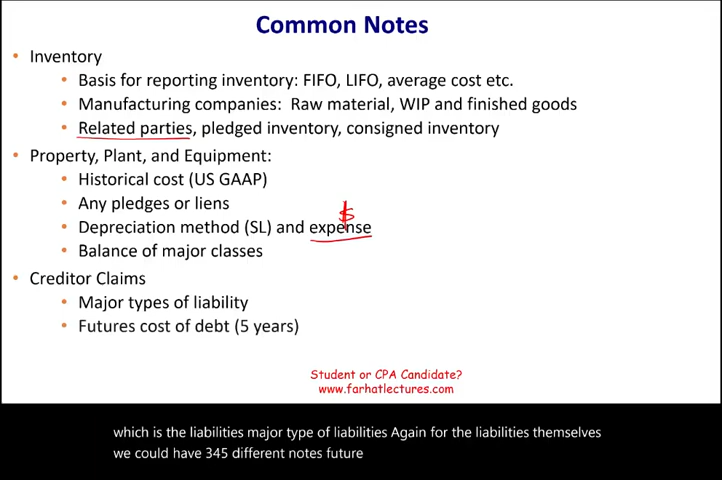 Common Notes
• Inventory
• Basis for reporting inventory: FIFO, LIFO, average cost etc.
• Manufacturing companies: Raw material, WIP and finished goods
• Related parties, pledged inventory, consigned inventory
• Property, Plant, and Equipment:
• Historical cost (US GAAP)
• Any pledges or liens
$
• Depreciation method (SL) and expense
• Balance of major classes
• Creditor Claims
• Major types of liability
• Futures cost of debt (5 years)
Student or CPA Candidate?
www.farhatlectures.com
which is the liabilities major type of liabilities Again for the liabilities themselves
we could have 345 different notes future